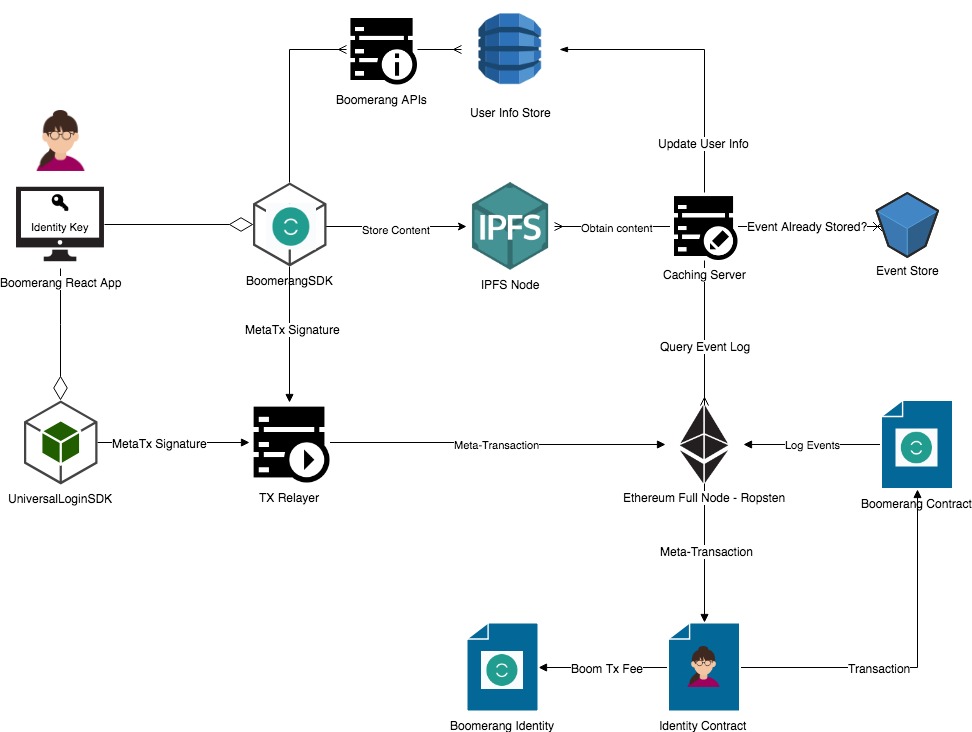 Boomerang APIs
User Info Store
Update User Info
Identity Key
Boomerang React App
BoomerangSDK
Store Content
IPFS
IPFS Node
Obtain content
Caching Server
Event Already Stored?
Event Store
MetaTx Signature
Query Event Log
UniversalLoginSDK
MetaTx Signature
TX Relayer
Meta-Transaction
Ethereum Full Node - Ropsten
Log Events
Boomerang Contract
Meta-Transaction
Boomerang Identity
Boom Tx Fee
Identity Contract
Transaction